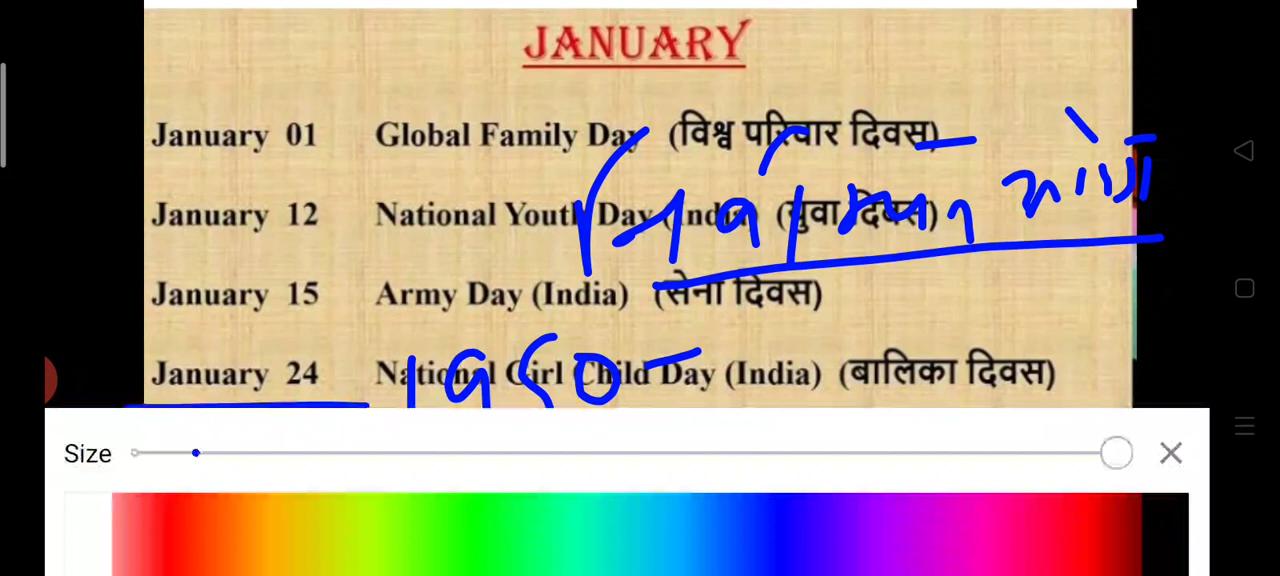 JANUARY
January 01 Global Family Day (विश्व परिवार दिवस)
January 12 National Youth Day (India) (युवा दिवस)
January 15 Army Day (India) (सेना दिवस)
January 24 National Girl Child Day (India) (बालिका दिवस)
1950
Size